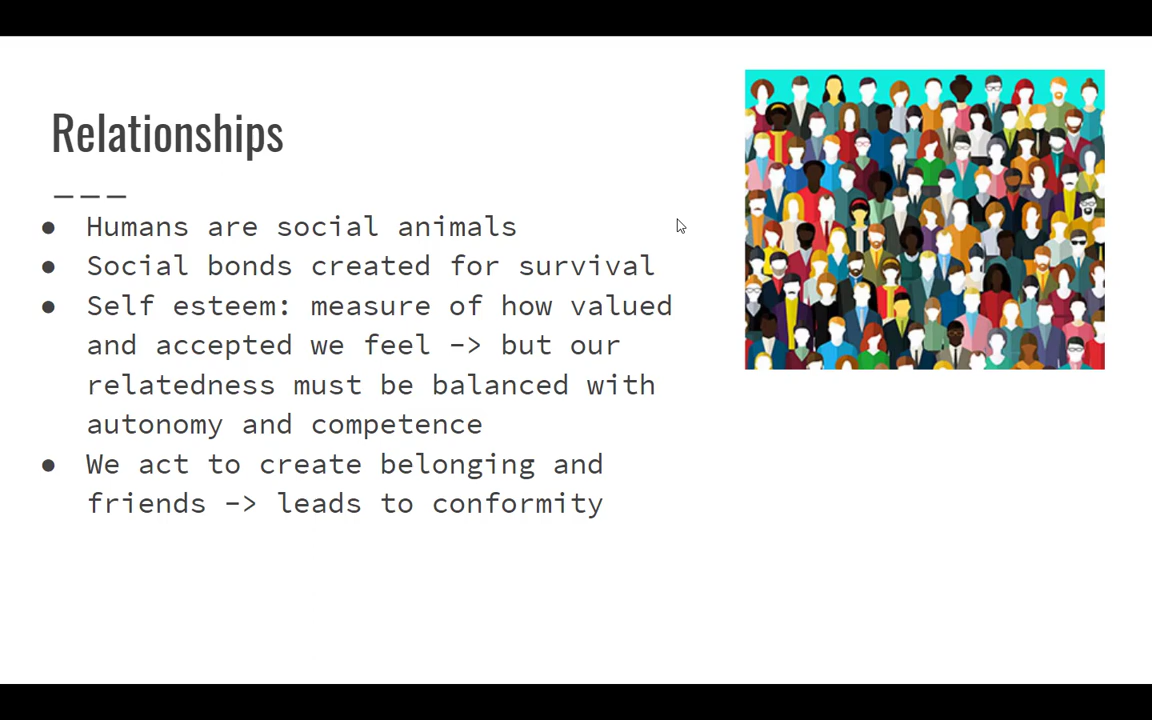 Relationships
● Humans are social animals
● Social bonds created for survival
● Self esteem: measure of how valued
and accepted we feel -> but our
relatedness must be balanced with
autonomy and competence
● We act to create belonging and
friends -> leads to conformity